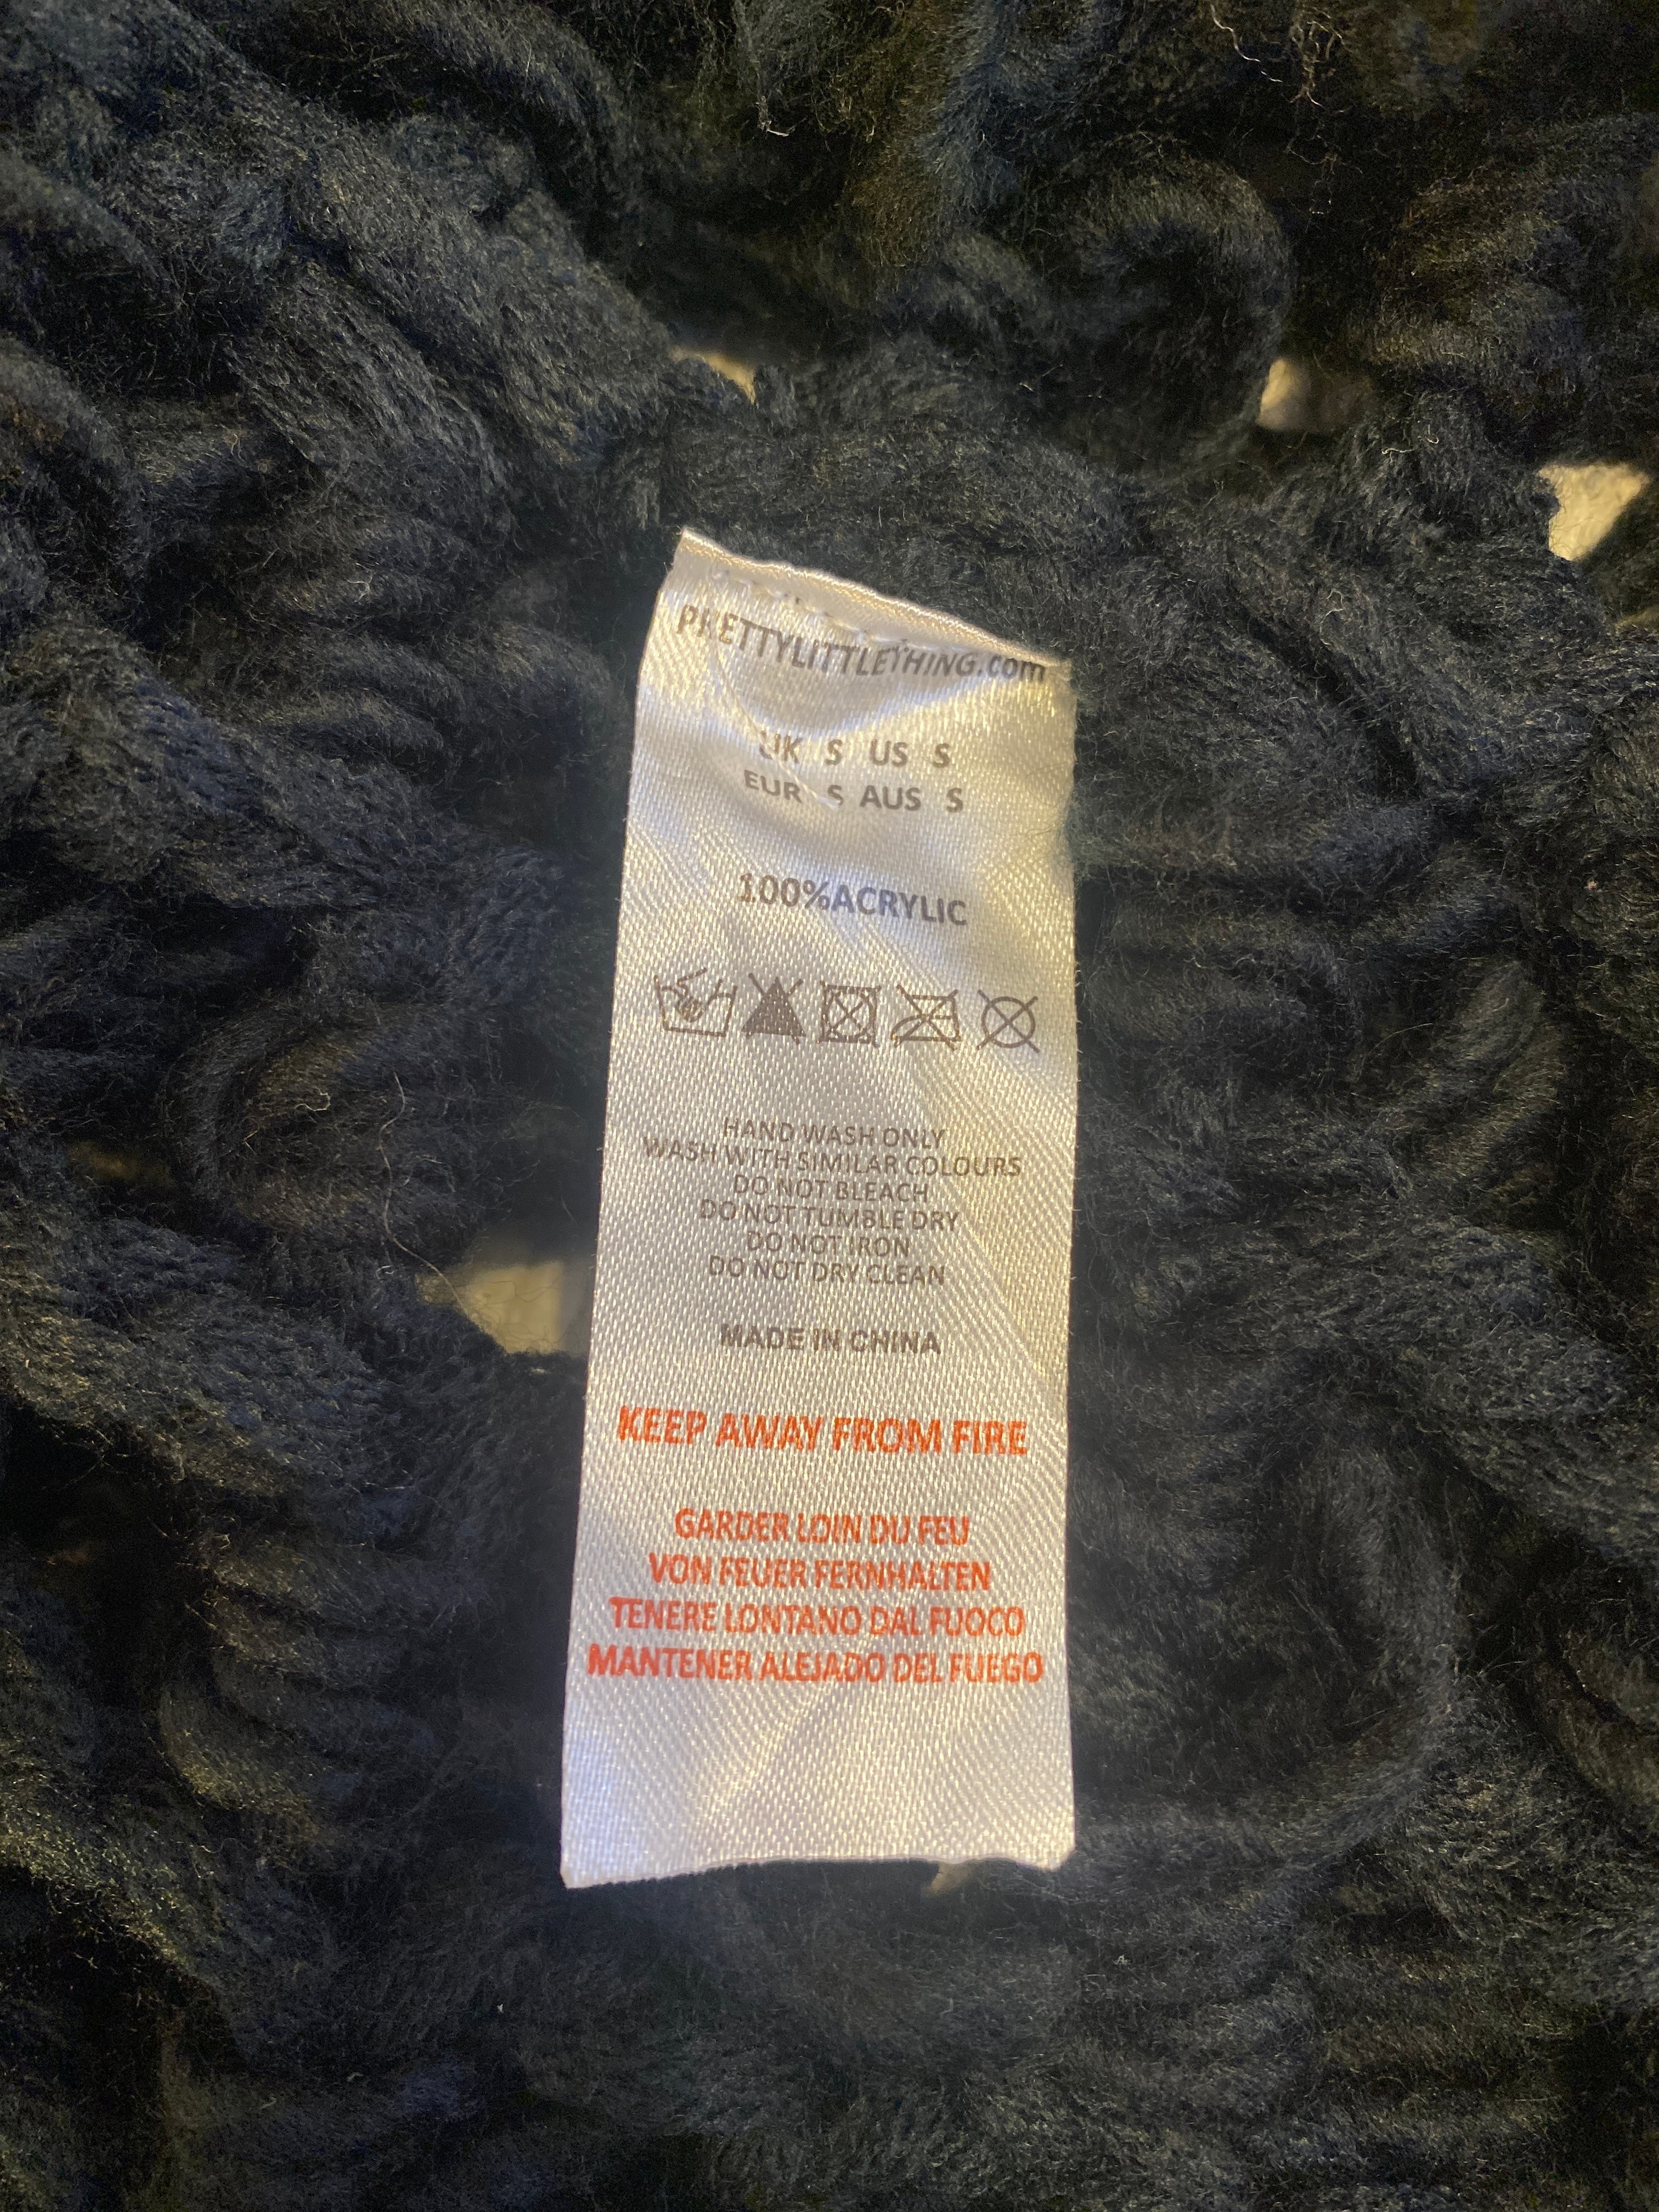 PRETTYLITTLETHING.com
UK S US S
EUR S AUS S
100%ACRYLIC
HAND WASH ONLY
WASH WITH SIMILAR COLOURS
DO NOT BLEACH
DO NOT TUMBLE DRY
DO NOT IRON
DO NOT DRY CLEAN
MADE IN CHINA
KEEP AWAY FROM FIRE
GARDER LOIN DU FEU
VON FEUER FERNHALTEN
TENERE LONTANO DAL FUOCO
MANTENER ALEJADO DEL FUEGO